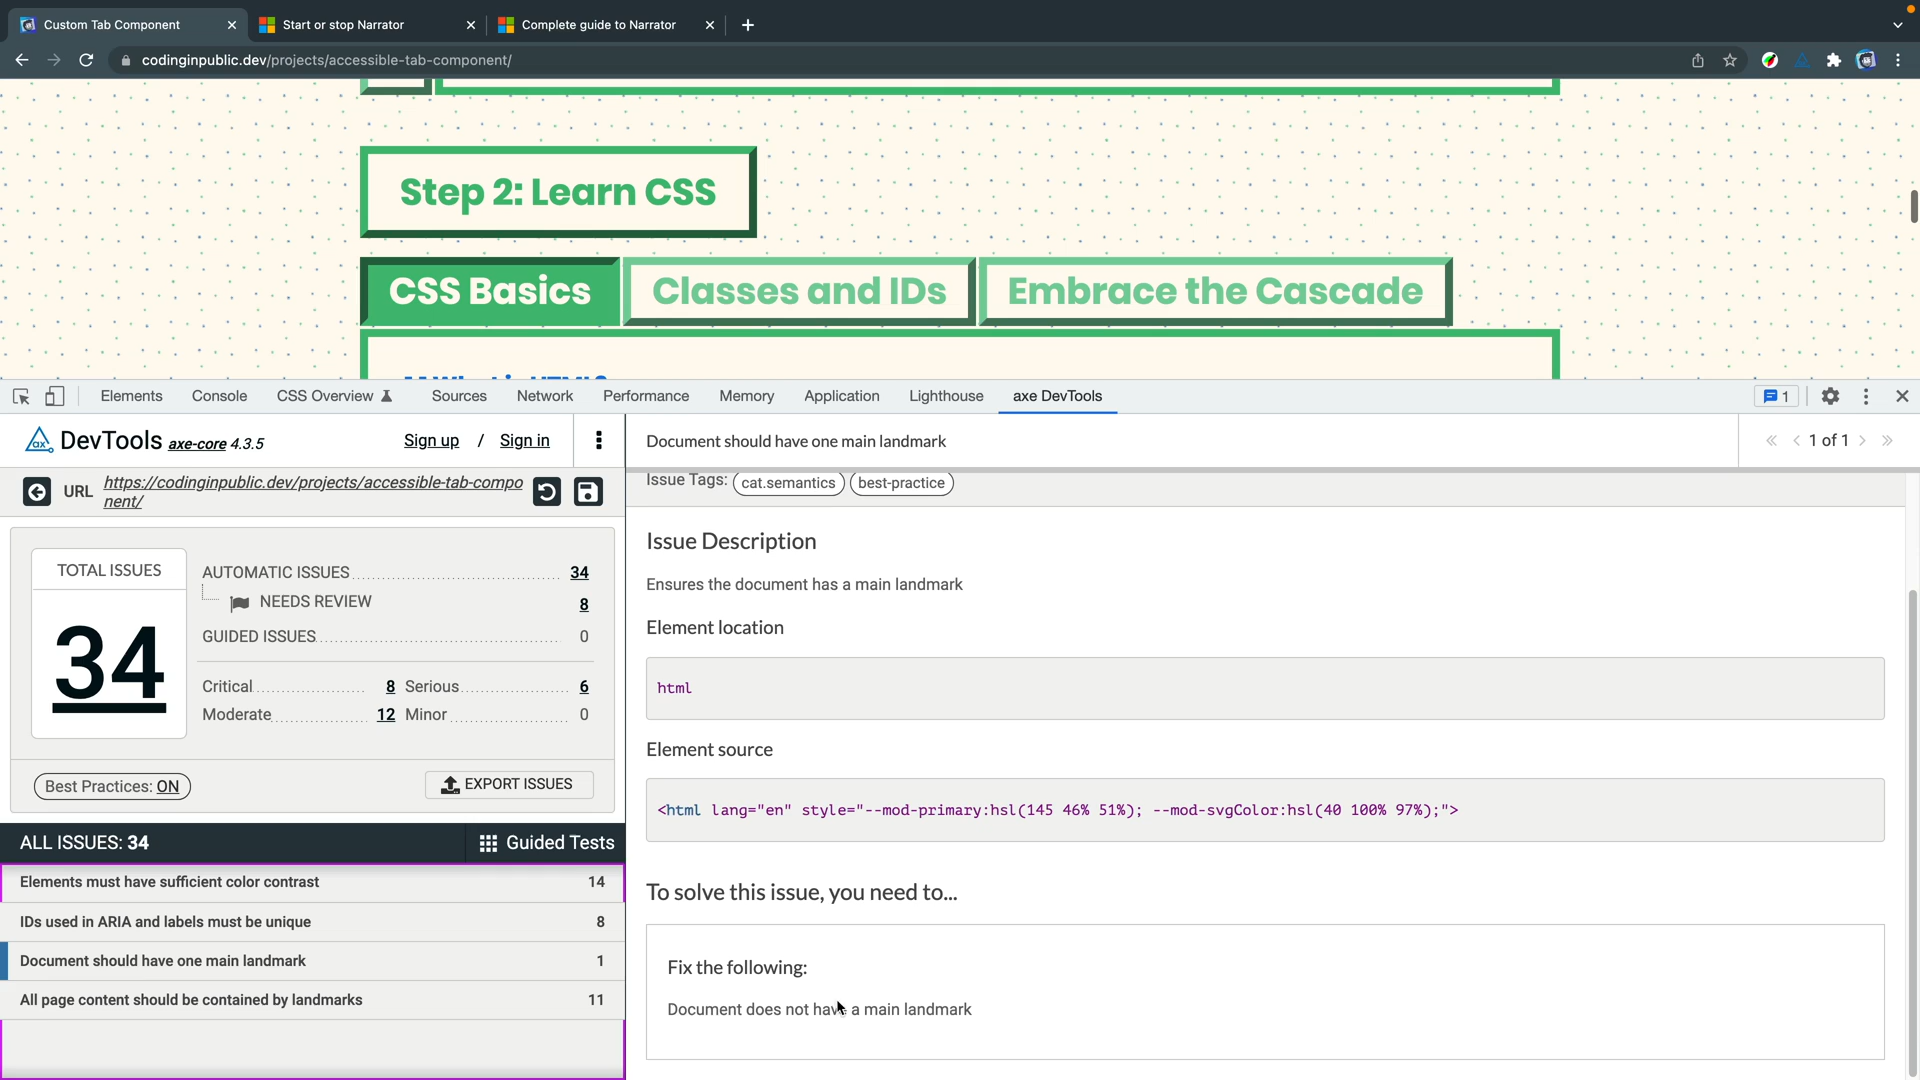 Custom Tab Component
Start or stop Narrator
Complete guide to Narrator
codinginpublic.dev/projects/accessible-tab-component/
Step 2: Learn CSS
CSS Basics Classes and IDs Embrace the Cascade
Elements Console CSS Overview Sources Network Performance Memory Application Lighthouse axe DevTools 1
DevTools axe-core 4.3.5 Sign up / Sign in
URL https://codinginpublic.dev/projects/accessible-tab-compo
nent/
TOTAL ISSUES
34
AUTOMATIC ISSUES 34
NEEDS REVIEW 8
GUIDED ISSUES 0
Critical 8 Serious 6
Moderate 12 Minor 0
Best Practices: ON
EXPORT ISSUES
ALL ISSUES: 34 Guided Tests
Elements must have sufficient color contrast 14
IDs used in ARIA and labels must be unique 8
Document should have one main landmark 1
All page content should be contained by landmarks 11
Document should have one main landmark 1 of 1
Issue Tags: cat.semantics best-practice
Issue Description
Ensures the document has a main landmark
Element location
html
Element source
<html lang="en" style="--mod-primary:hsl(145 46% 51%); --mod-svgColor:hsl(40 100% 97%);">
To solve this issue, you need to...
Fix the following:
Document does not have a main landmark